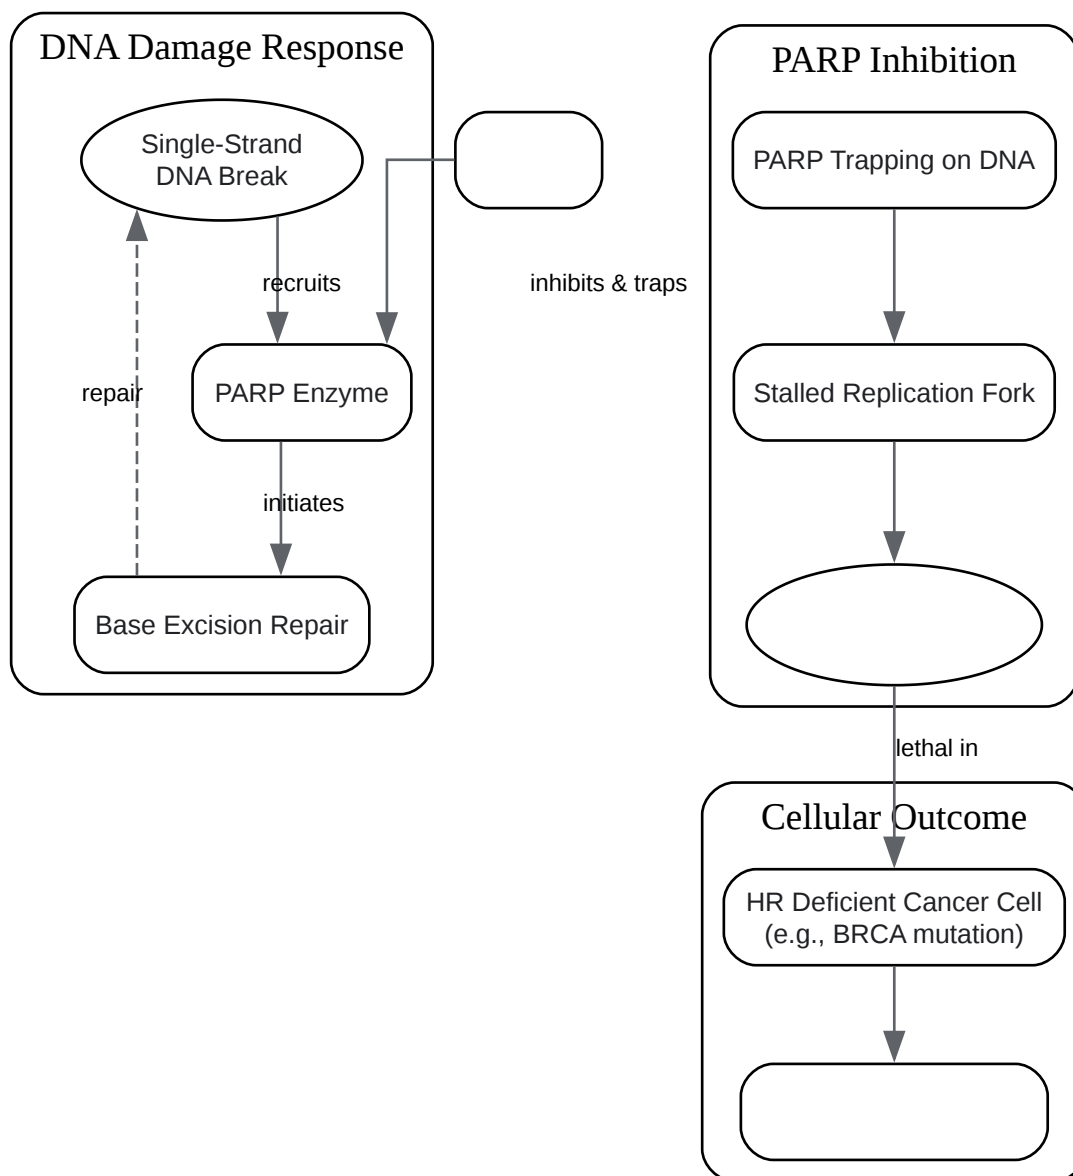 DNA Damage Response
Single-Strand
DNA Break
recruits
repair
PARP Enzyme
initiates
Base Excision Repair
inhibits & traps
PARP Inhibition
PARP Trapping on DNA
Stalled Replication Fork
lethal in
Cellular Outcome
HR Deficient Cancer Cell
(e.g., BRCA mutation)